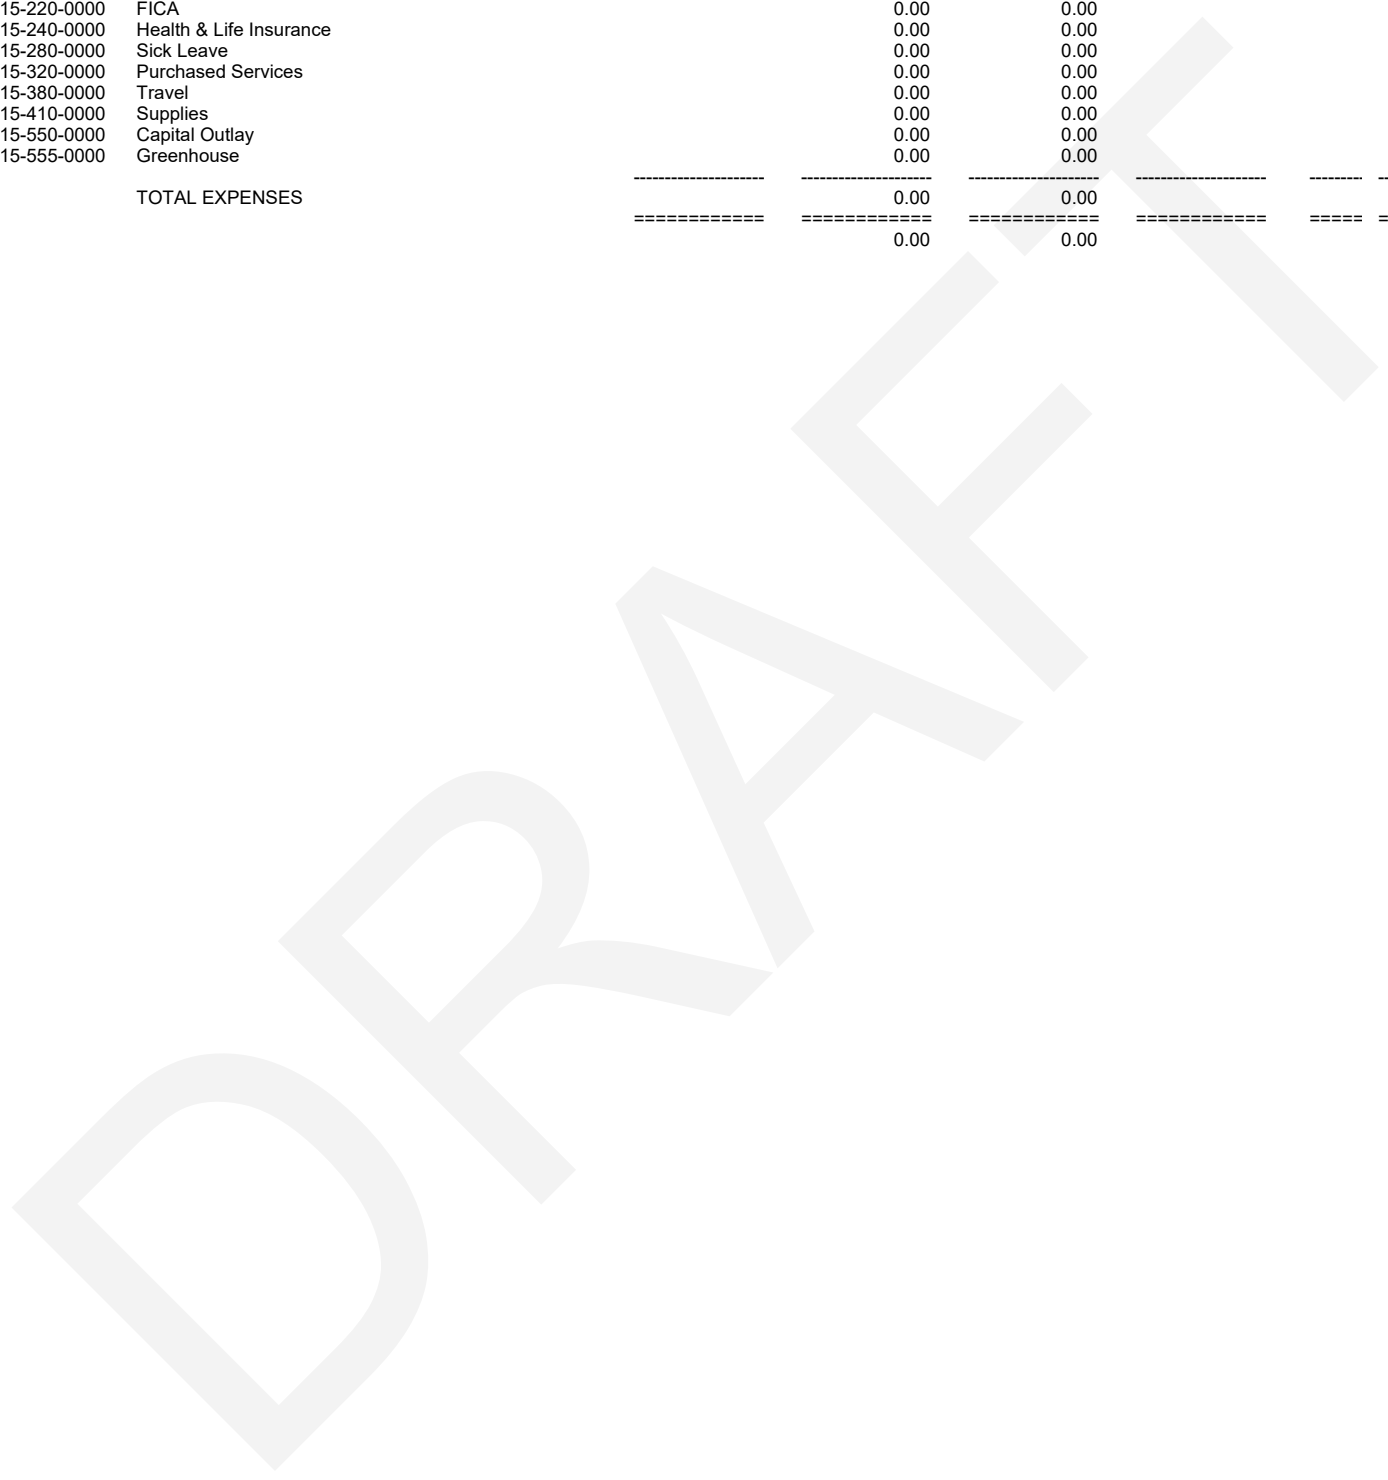 15-220-0000 FICA 0.00 0.00
15-240-0000 Health & Life Insurance 0.00 0.00
15-280-0000 Sick Leave 0.00 0.00
15-320-0000 Purchased Services 0.00 0.00
15-380-0000 Travel 0.00 0.00
15-410-0000 Supplies 0.00 0.00
15-550-0000 Capital Outlay 0.00 0.00
15-555-0000 Greenhouse 0.00 0.00
--------------------- --------------------- --------------------- --------------------- -------- --
TOTAL EXPENSES 0.00 0.00
============ ============ ============ ============ ===== =
0.00 0.00
DRAFT